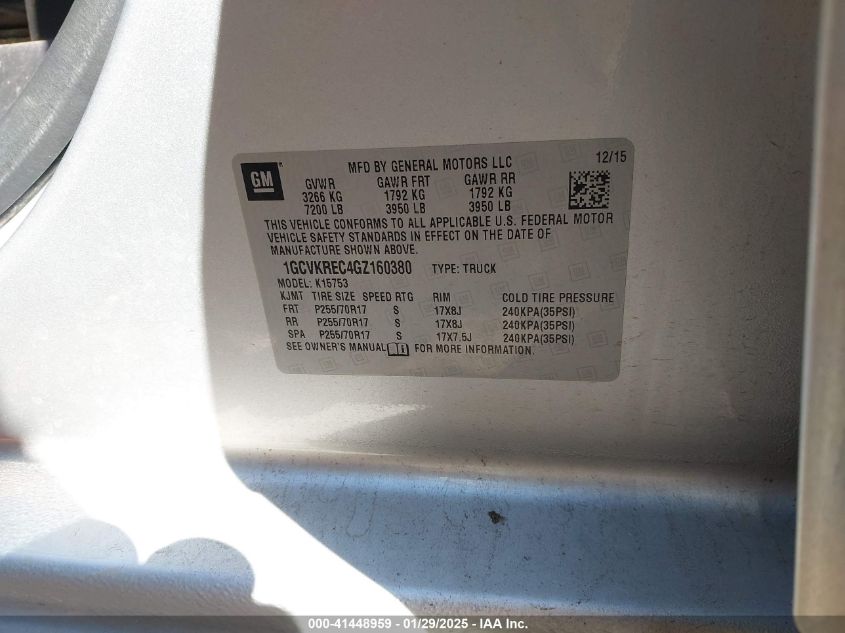 GM
MFD BY GENERAL MOTORS LLC 12/15
GVWR GAWR FRT GAWR RR
3266 KG 1792 KG 1792 KG
7200 LB 3950 LB 3950 LB
THIS VEHICLE CONFORMS TO ALL APPLICABLE U.S. FEDERAL MOTOR
VEHICLE SAFETY STANDARDS IN EFFECT ON THE DATE OF
MANUFACTURE SHOWN ABOVE.
1GCVKREC4GZ160380 TYPE: TRUCK
MODEL: K15753
KJMT TIRE SIZE SPEED RTG RIM COLD TIRE PRESSURE
FRT P255/70R17 S 17X8J 240KPA(35PSI)
RR P255/70R17 S 17X8J 240KPA(35PSI)
SPA P255/70R17 S 17X7.5J 240KPA(35PSI)
SEE OWNER'S MANUAL FOR MORE INFORMATION.
000-41448959 — 01/29/2025 — IAA Inc.